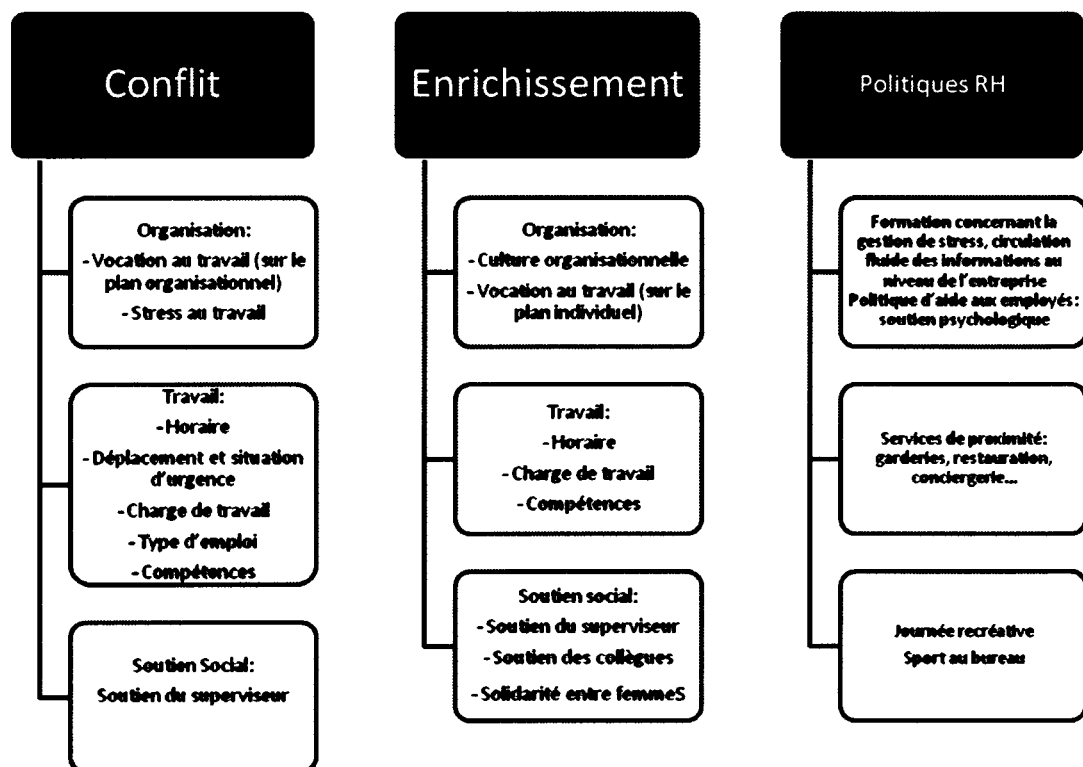 Conflit
Organisation:
- Vocation au travail (sur le
plan organisationnel)
- Stress au travail
Travail:
- Horaire
- Déplacement et situation
d'urgence
- Charge de travail
- Type d'emploi
- Compétences
Soutien Social:
Soutien du superviseur
Enrichissement
Organisation:
- Culture organisationnelle
- Vocation au travail (sur le
plan individuel)
Travail:
- Horaire
- Charge de travail
- Compétences
Soutien social:
- Soutien du superviseur
- Soutien des collègues
- Solidarité entre femmeS
Politiques RH
Formation concernant la
gestion de stress, circulation
fluide des informations au
niveau de l'entreprise
Politique d'aide aux employés:
soutien psychologique
Services de proximité:
garderies, restauration,
conciergerie...
Journée recréative
Sport au bureau